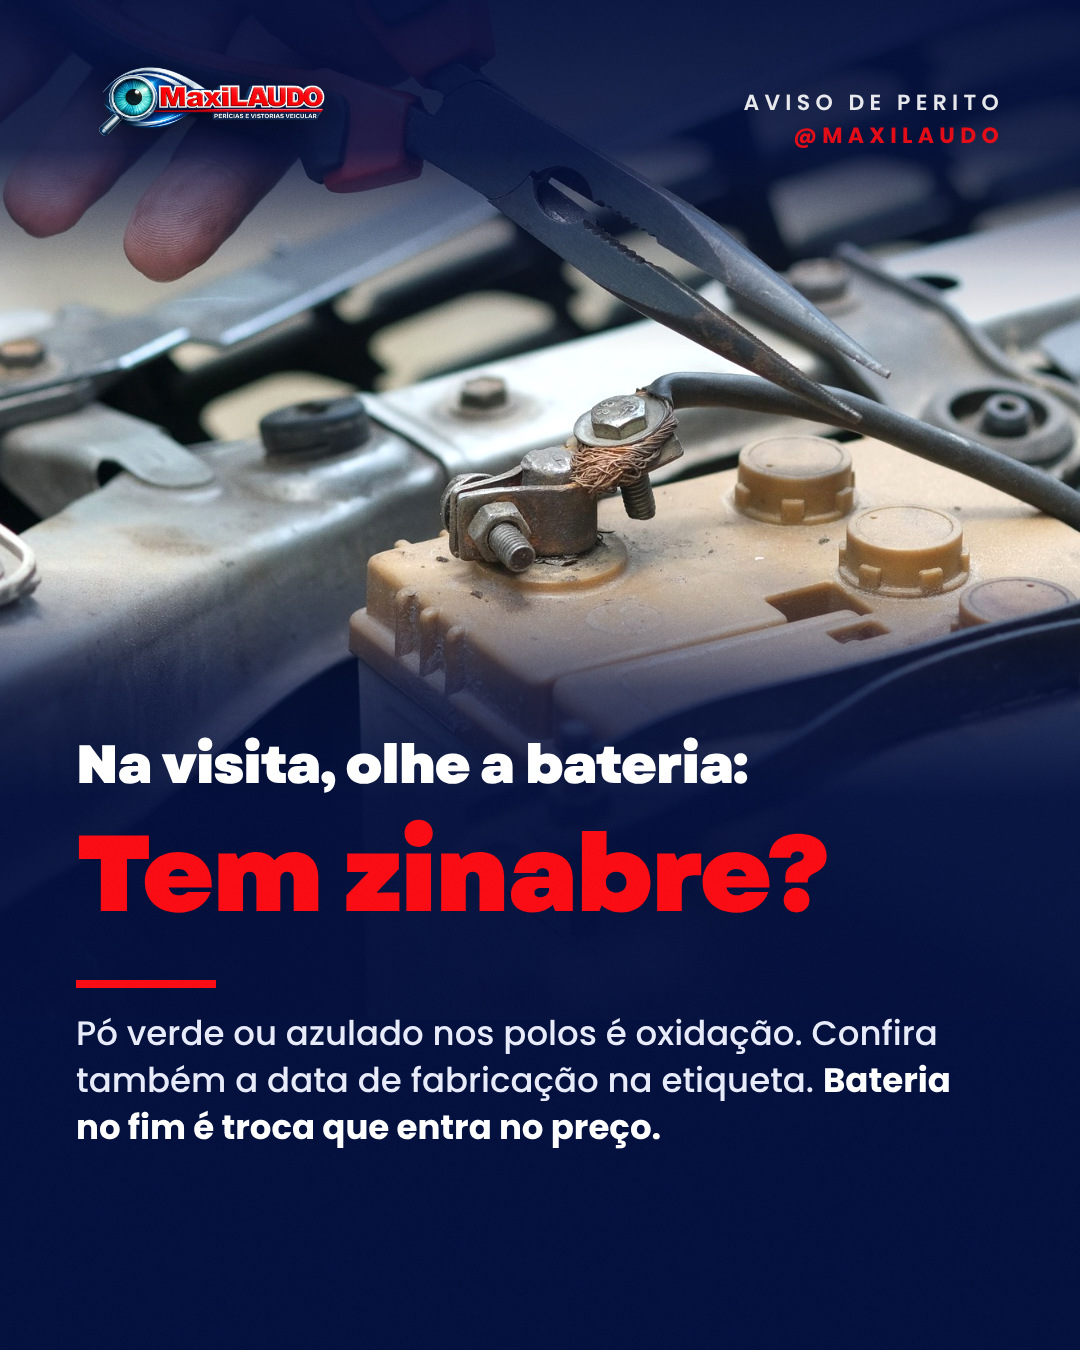 MaxiLAUDO
PERÍCIAS E VISTORIAS VEICULAR
AVISO DE PERITO
@MAXILAUDO
Na visita, olhe a bateria:
Tem zinabre?
Pó verde ou azulado nos polos é oxidação. Confira
também a data de fabricação na etiqueta. Bateria
no fim é troca que entra no preço.